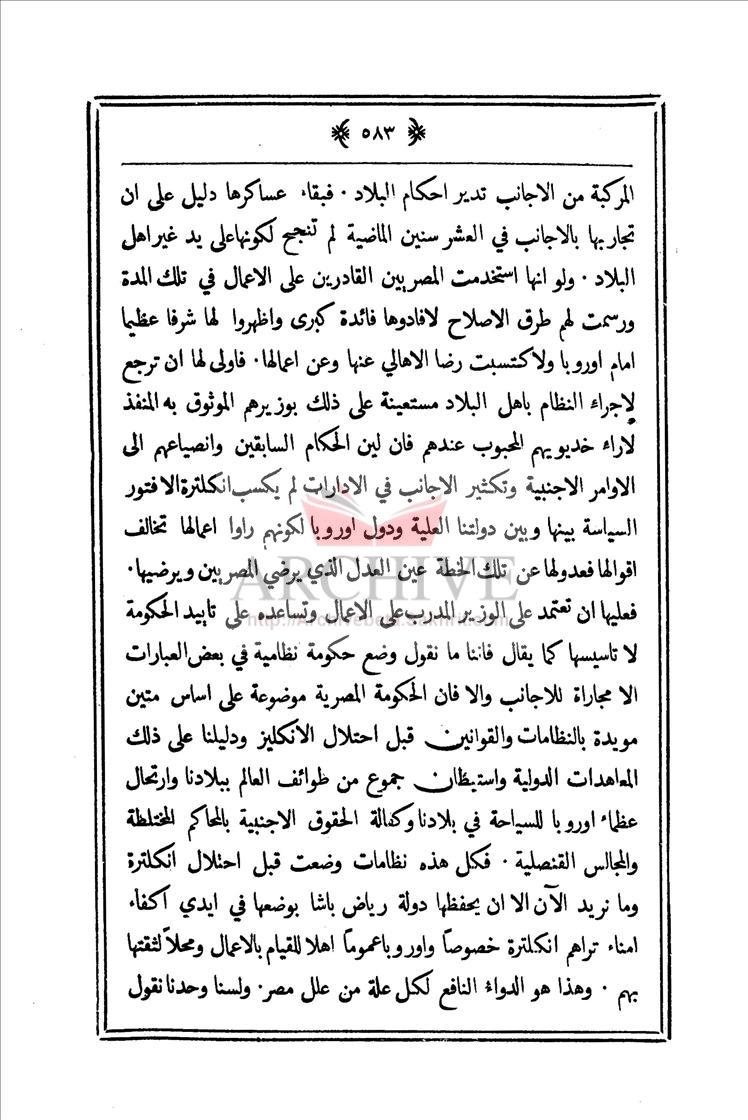 ٥٨٣
المركبة من الاجانب تدير احكام البلاد · فبقاء عساكرها دليل على ان
تجاربها بالاجانب في العشر سنين الماضية لم تنجح لكونها على يد غير اهل
البلاد · ولو انها استخدمت المصريين القادرين على الاعمال في تلك المدة
ورسمت لهم طرق الاصلاح لافادوها فائدة كبرى واظهروا لها شرفا عظيما
امام اوروبا ولاكتسبت رضا الاهالي عنها وعن اعمالها · فاولى لها ان ترجع
لاجراء النظام باهل البلاد مستعينة على ذلك بوزيرهم الموثوق به المنفذ
لاراء خديويهم المحبوب عندهم فان لين الحكام السابقين وانصياعهم الى
الاوامر الاجنبية وتكثير الاجانب في الادارات لم يكسب انكلترة الا فتور
السياسة بينها وبين دولتنا العلية ودول اوروبا لكونهم راوا اعمالها تخالف
اقوالها فعدولها عن تلك الخطة عين العدل الذي يرضي المصريين ويرضيها ·
فعليها ان تعتمد على الوزير المدرب على الاعمال وتساعده على تاييد الحكومة
لا تاسيسها كما يقال فاننا ما نقول وضع حكومة نظامية في بعض العبارات
الا مجاراة للاجانب والا فان الحكومة المصرية موضوعة على اساس متين
مويدة بالنظامات والقوانين قبل احتلال الانكليز ودليلنا على ذلك
المعاهدات الدولية واستيطان جموع من طوائف العالم ببلادنا وارتحال
عظماء اوروبا للسياحة في بلادنا وكفالة الحقوق الاجنبية بالمحاكم المختلطة
والمجالس القنصلية · فكل هذه نظامات وضعت قبل احتلال انكلترة
وما نريد الآن الا ان يحفظها دولة رياض باشا بوضعها في ايدي اكفاء
امناء تراهم انكلترة خصوصاً واوروبا عموماً اهلا للقيام بالاعمال ومحلاً لثقتها
بهم · وهذا هو الدواء النافع لكل علة من علل مصر · ولسنا وحدنا نقول
ARCHIVE